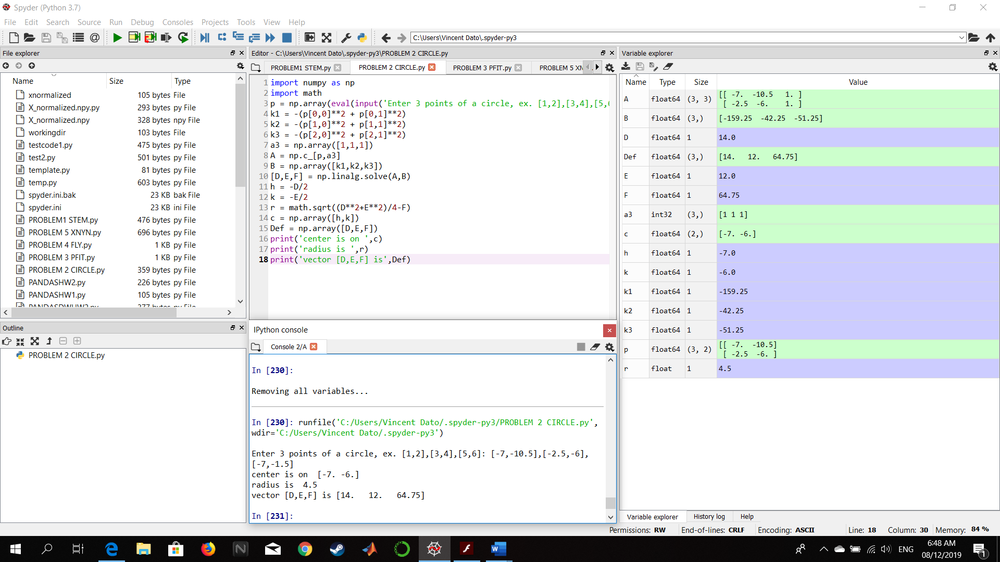 Spyder (Python 3.7)
File Edit Search Source Run Debug Consoles Projects Tools View Help
C:\Users\Vincent Dato\.spyder-py3
File explorer
Name Size Type
xnormalized 105 bytes File
X_normalized.npy.py 293 bytes py File
X_normalized.npy 328 bytes npy File
workingdir 103 bytes File
testcode1.py 475 bytes py File
test2.py 501 bytes py File
template.py 81 bytes py File
temp.py 603 bytes py File
spyder.ini.bak 23 KB bak File
spyder.ini 23 KB ini File
PROBLEM1 STEM.py 476 bytes py File
PROBLEM 5 XNYN.py 696 bytes py File
PROBLEM 4 FLY.py 1 KB py File
PROBLEM 3 PFIT.py 1 KB py File
PROBLEM 2 CIRCLE.py 359 bytes py File
PANDASHW2.py 226 bytes py File
PANDASHW1.py 105 bytes py File
Outline
PROBLEM 2 CIRCLE.py
Editor - C:\Users\Vincent Dato\.spyder-py3\PROBLEM 2 CIRCLE.py
PROBLEM1 STEM.py PROBLEM 2 CIRCLE.py PROBLEM 3 PFIT.py PROBLEM 5 XN
1 import numpy as np
2 import math
3 p = np.array(eval(input('Enter 3 points of a circle, ex. [1,2],[3,4],[5,6
4 k1 = -(p[0,0]**2 + p[0,1]**2)
5 k2 = -(p[1,0]**2 + p[1,1]**2)
6 k3 = -(p[2,0]**2 + p[2,1]**2)
7 a3 = np.array([1,1,1])
8 A = np.c_[p,a3]
9 B = np.array([k1,k2,k3])
10 [D,E,F] = np.linalg.solve(A,B)
11 h = -D/2
12 k = -E/2
13 r = math.sqrt((D**2+E**2)/4-F)
14 c = np.array([h,k])
15 Def = np.array([D,E,F])
16 print('center is on ',c)
17 print('radius is ',r)
18 print('vector [D,E,F] is',Def)
IPython console
Console 2/A
In [230]:
Removing all variables...
In [230]: runfile('C:/Users/Vincent Dato/.spyder-py3/PROBLEM 2 CIRCLE.py',
wdir='C:/Users/Vincent Dato/.spyder-py3')
Enter 3 points of a circle, ex. [1,2],[3,4],[5,6]: [-7,-10.5],[-2.5,-6],
[-7,-1.5]
center is on  [-7. -6.]
radius is  4.5
vector [D,E,F] is [14.   12.   64.75]
In [231]:
Variable explorer
Name Type Size Value
A float64 (3, 3) [[ -7.  -10.5   1. ]
[ -2.5  -6.    1. ]
B float64 (3,) [-159.25  -42.25  -51.25]
D float64 1 14.0
Def float64 (3,) [14.   12.   64.75]
E float64 1 12.0
F float64 1 64.75
a3 int32 (3,) [1 1 1]
c float64 (2,) [-7. -6.]
h float64 1 -7.0
k float64 1 -6.0
k1 float64 1 -159.25
k2 float64 1 -42.25
k3 float64 1 -51.25
p float64 (3, 2) [[ -7.  -10.5]
[ -2.5  -6. ]
r float 1 4.5
Variable explorer History log Help
Permissions: RW End-of-lines: CRLF Encoding: ASCII Line: 18 Column: 30 Memory: 84 %
ENG
6:48 AM
08/12/2019
1